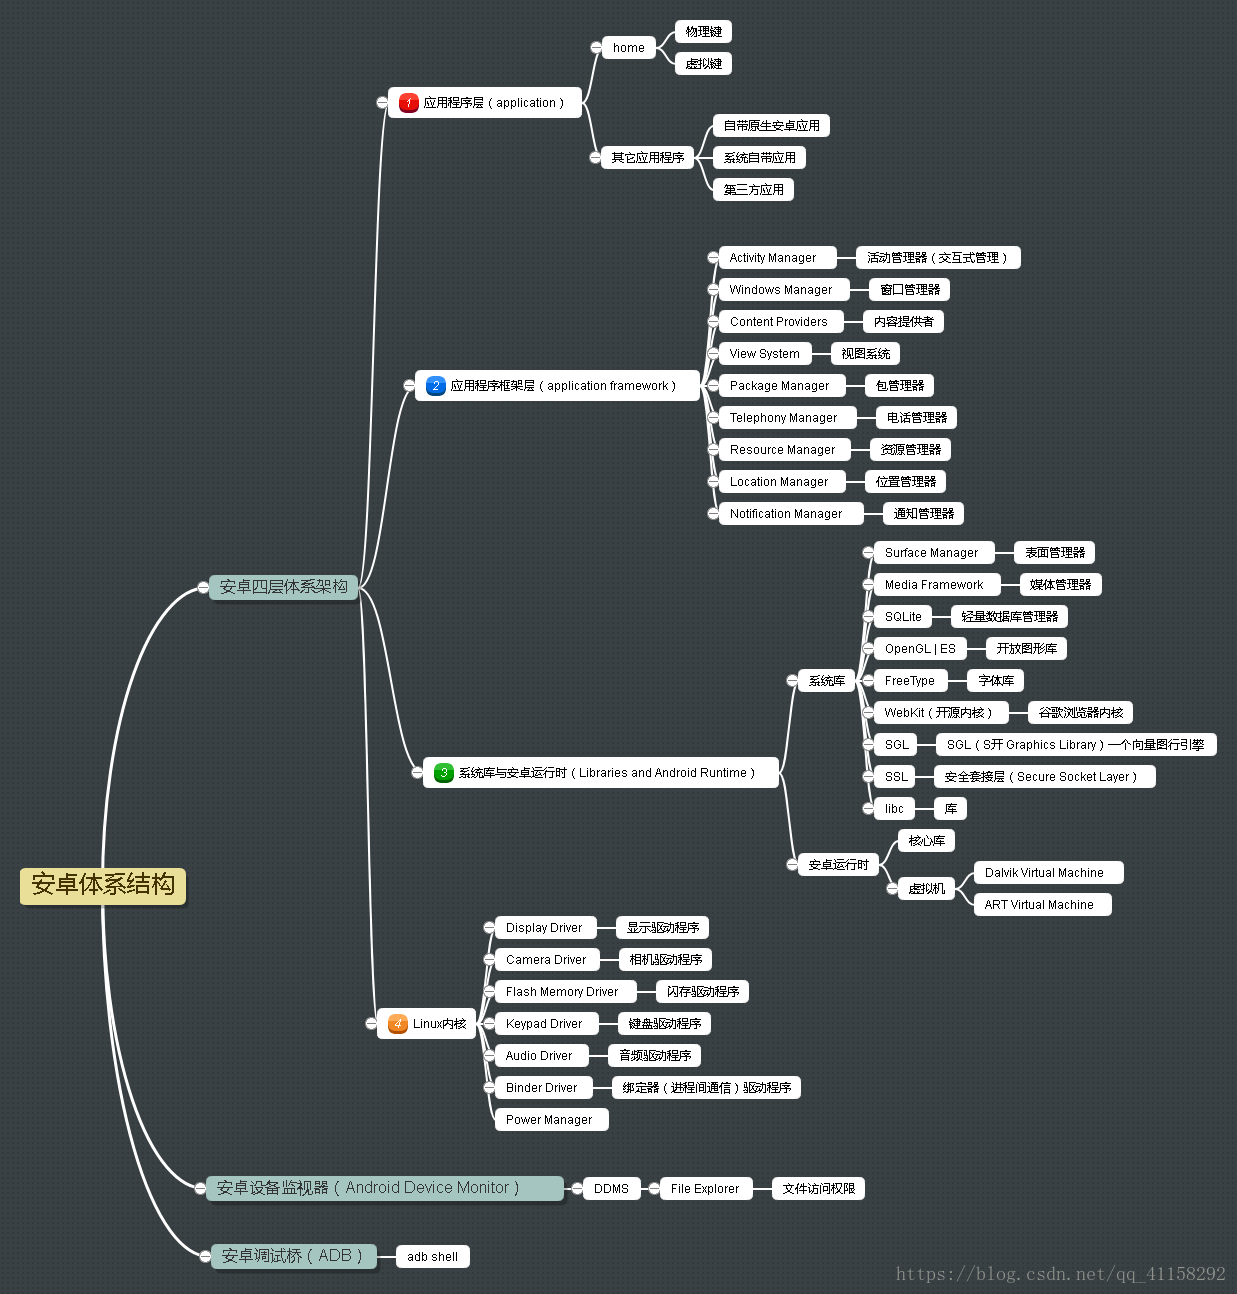 安卓体系结构
安卓四层体系架构
1 应用程序层（application）
home
物理键
虚拟键
其它应用程序
自带原生安卓应用
系统自带应用
第三方应用
2 应用程序框架层（application framework）
Activity Manager
活动管理器（交互式管理）
Windows Manager
窗口管理器
Content Providers
内容提供者
View System
视图系统
Package Manager
包管理器
Telephony Manager
电话管理器
Resource Manager
资源管理器
Location Manager
位置管理器
Notification Manager
通知管理器
3 系统库与安卓运行时（Libraries and Android Runtime）
系统库
Surface Manager
表面管理器
Media Framework
媒体管理器
SQLite
轻量数据库管理器
OpenGL | ES
开放图形库
FreeType
字体库
WebKit（开源内核）
谷歌浏览器内核
SGL
SGL（S开 Graphics Library）一个向量图行引擎
SSL
安全套接层（Secure Socket Layer）
libc
库
安卓运行时
核心库
虚拟机
Dalvik Virtual Machine
ART Virtual Machine
4 Linux内核
Display Driver
显示驱动程序
Camera Driver
相机驱动程序
Flash Memory Driver
闪存驱动程序
Keypad Driver
键盘驱动程序
Audio Driver
音频驱动程序
Binder Driver
绑定器（进程间通信）驱动程序
Power Manager
安卓设备监视器（Android Device Monitor）
DDMS
File Explorer
文件访问权限
安卓调试桥（ADB）
adb shell
https://blog.csdn.net/qq_41158292